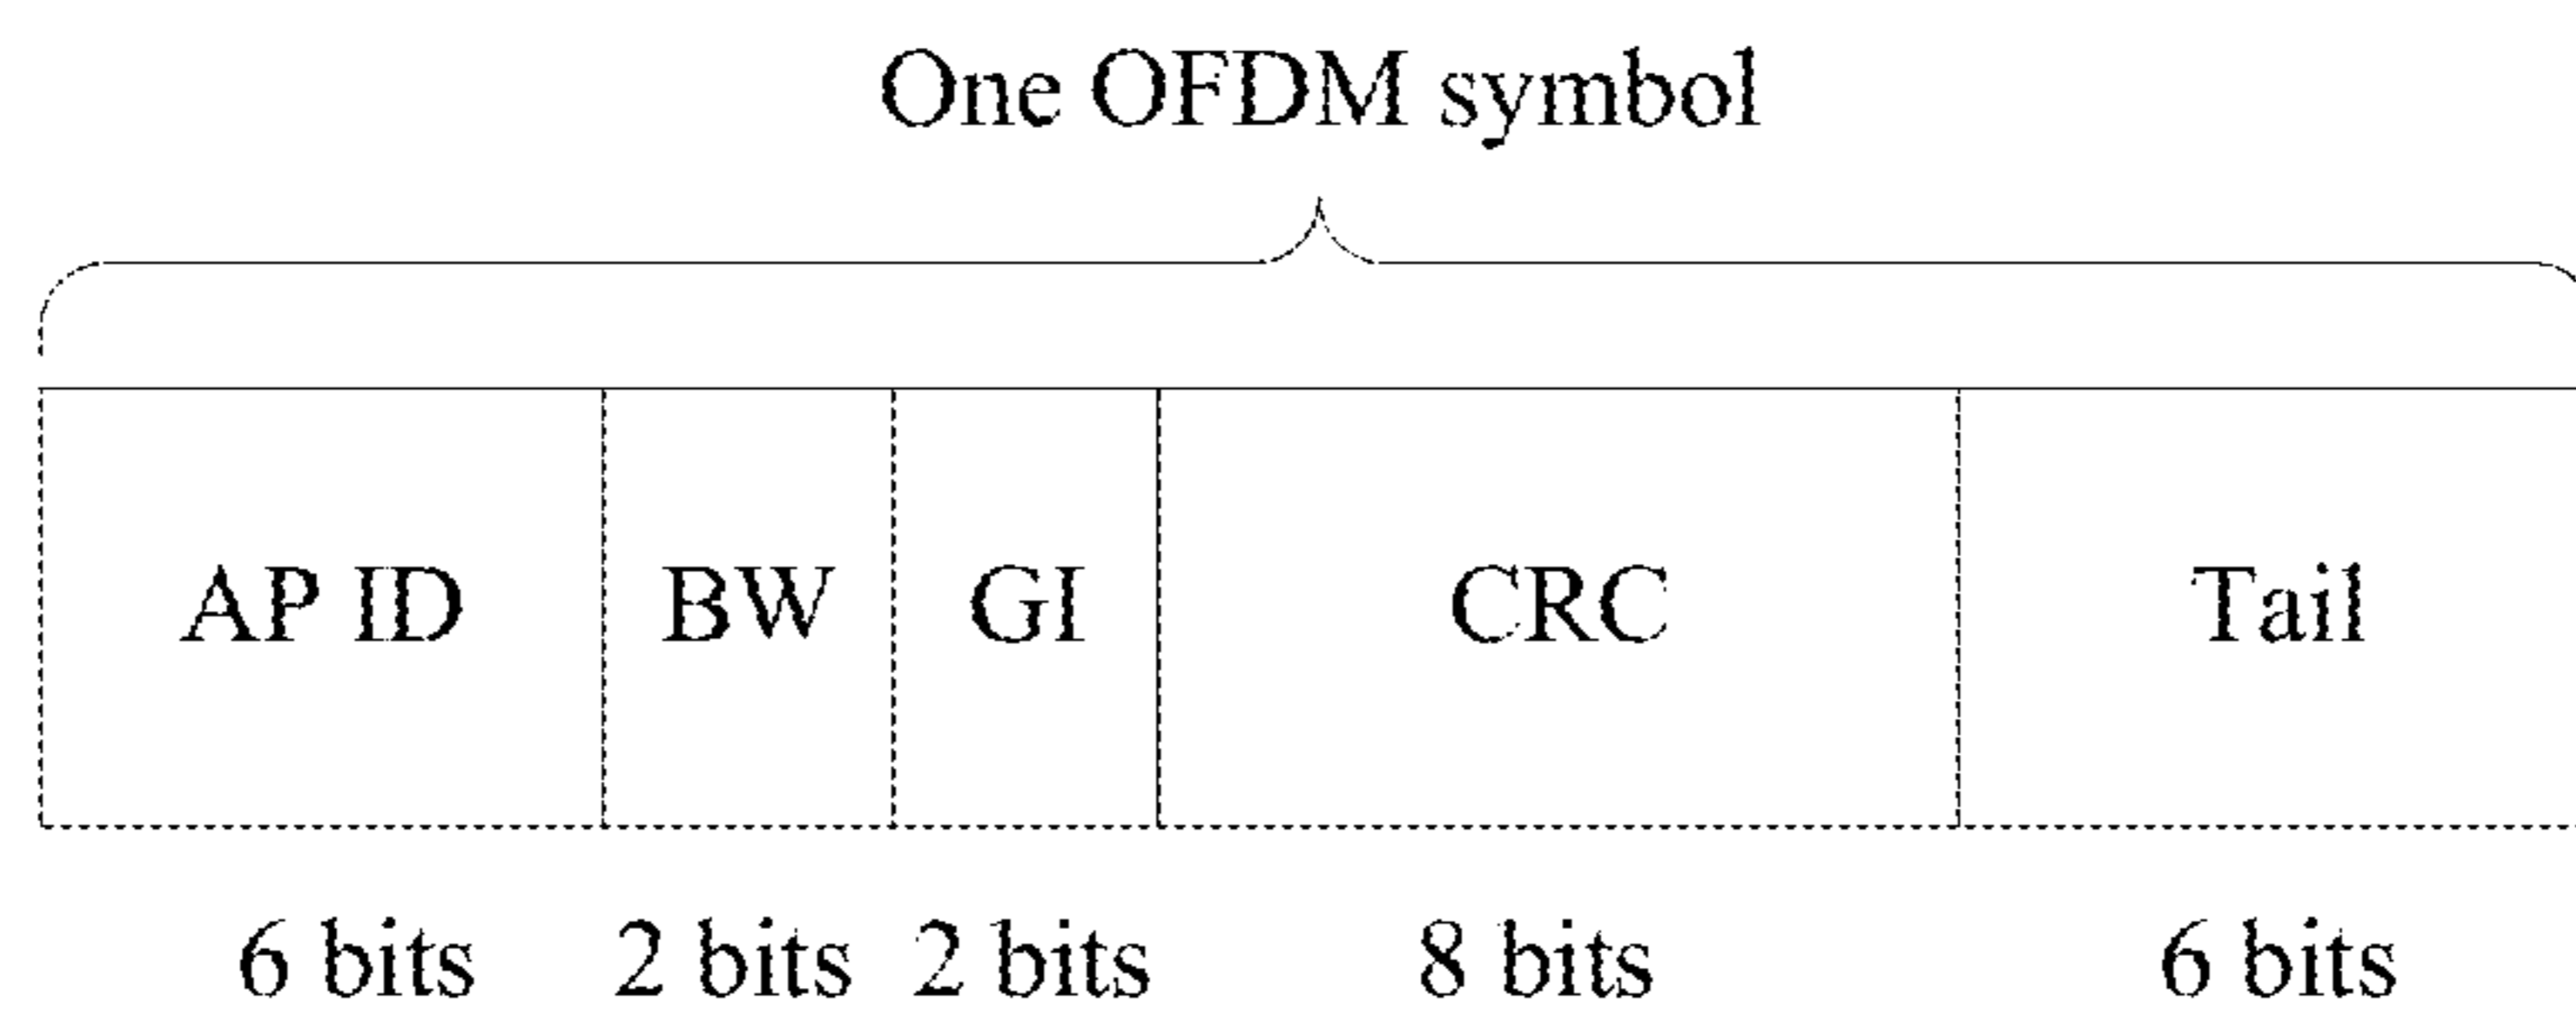 One OFDM symbol
AP ID BW GI CRC Tail
6 bits 2 bits 2 bits 8 bits 6 bits